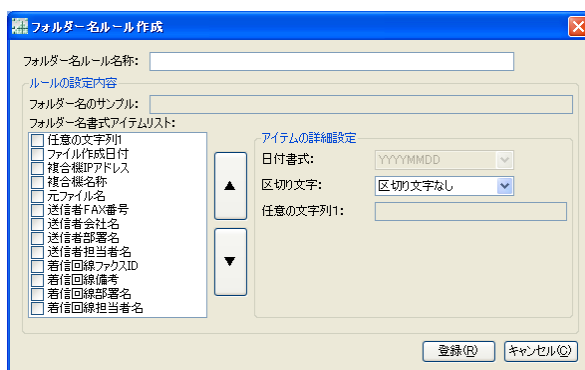 フォルダー名ルール作成
フォルダー名ルール名称:
ルールの設定内容
フォルダー名のサンプル:
フォルダー名書式アイテムリスト:
任意の文字列1
ファイル作成日付
複合機IPアドレス
複合機名称
元ファイル名
送信者FAX番号
送信者会社名
送信者部署名
送信者担当者名
着信回線ファクスID
着信回線備考
着信回線部署名
着信回線担当者名
▲
▼
アイテムの詳細設定
日付書式: YYYYMMDD
区切り文字: 区切り文字なし
任意の文字列1:
登録(R) キャンセル(C)